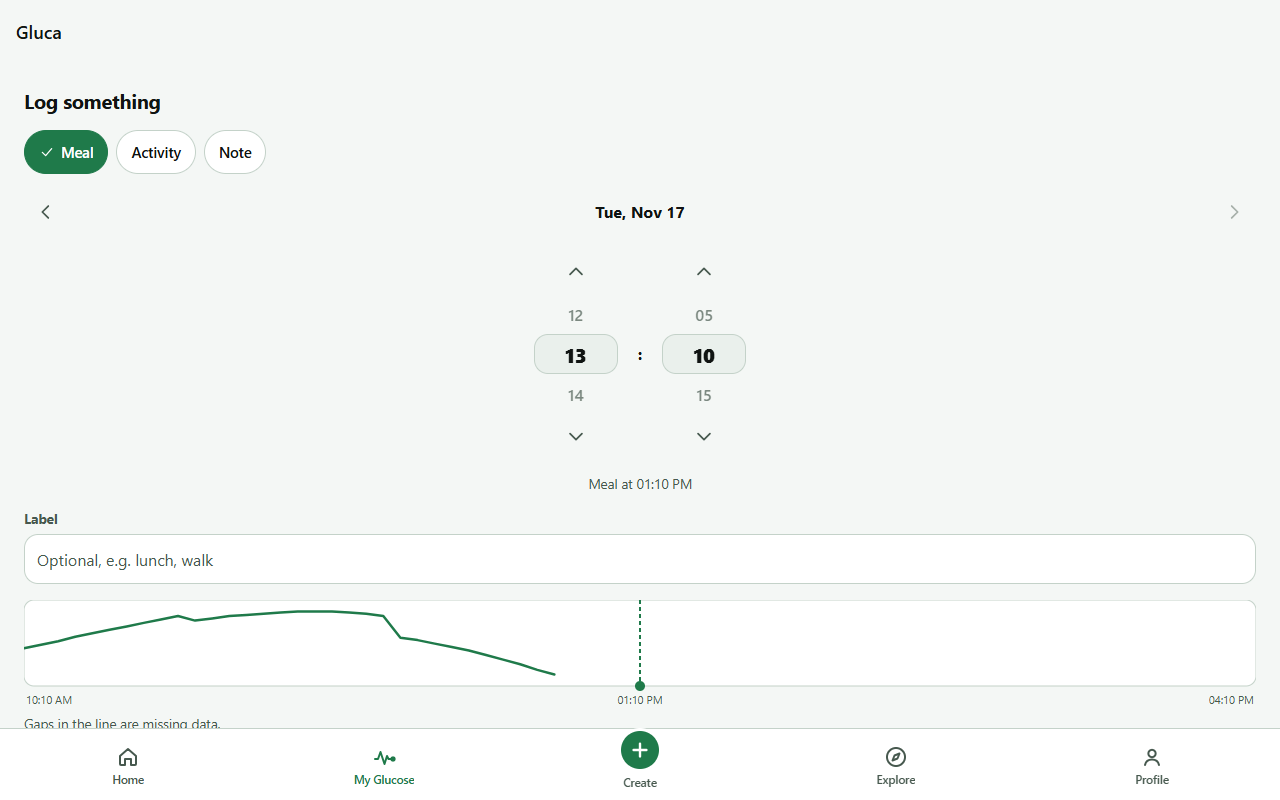 Gluca
Log something
Meal
Activity
Note
Tue, Nov 17
12
05
13 : 10
14
15
Meal at 01:10 PM
Label
Optional, e.g. lunch, walk
10:10 AM
01:10 PM
04:10 PM
Gaps in the line are missing data.
Home
My Glucose
Create
Explore
Profile